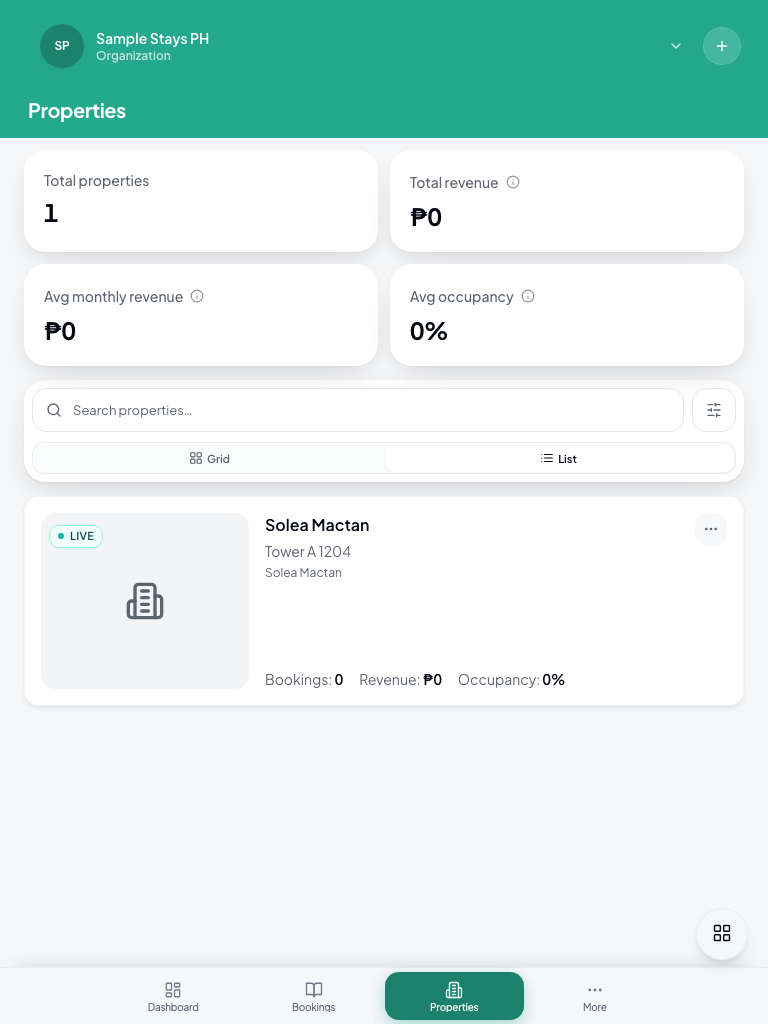 SP
Sample Stays PH
Organization
Properties
Total properties
1
Total revenue
₱0
Avg monthly revenue
₱0
Avg occupancy
0%
Search properties...
Grid
List
LIVE
Solea Mactan
Tower A 1204
Solea Mactan
Bookings: 0 Revenue: ₱0 Occupancy: 0%
Dashboard
Bookings
Properties
More